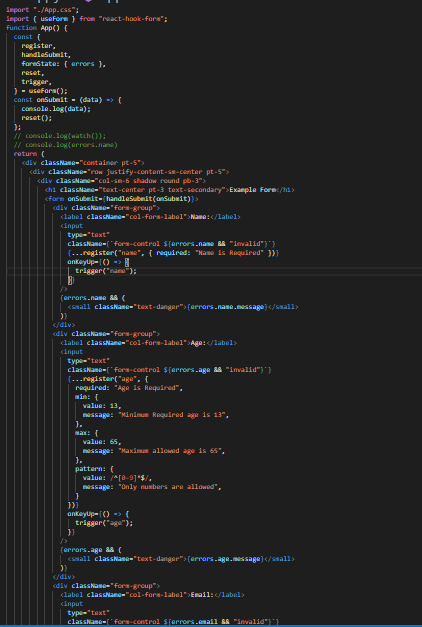 import "./App.css";
import { useForm } from "react-hook-form";
function App() {
const {
register,
handleSubmit,
formState: { errors },
reset,
trigger,
} = useForm();
const onSubmit = (data) => {
console.log(data);
reset();
};
// console.log(watch());
// console.log(errors.name)
return (
<div className="container pt-5">
<div className="row justify-content-sm-center pt-5">
<div className="col-sm-6 shadow round pb-3">
<h1 className="text-center pt-3 text-secondary">Example Form</h1>
<form onSubmit={handleSubmit(onSubmit)}>
<div className="form-group">
<label className="col-form-label">Name:</label>
<input
type="text"
className={`form-control ${errors.name && "invalid"}`}
{...register("name", { required: "Name is Required" })}
onKeyUp={() => {
trigger("name");
}}
/>
{errors.name && (
<small className="text-danger">{errors.name.message}</small>
)}
</div>
<div className="form-group">
<label className="col-form-label">Age:</label>
<input
type="text"
className={`form-control ${errors.age && "invalid"}`}
{...register("age", {
required: "Age is Required",
min: {
value: 13,
message: "Minimum Required age is 13",
},
max: {
value: 65,
message: "Maximum allowed age is 65",
},
pattern: {
value: /^[0-9]*$/,
message: "Only numbers are allowed",
}
})}
onKeyUp={() => {
trigger("age");
}}
/>
{errors.age && (
<small className="text-danger">{errors.age.message}</small>
)}
</div>
<div className="form-group">
<label className="col-form-label">Email:</label>
<input
type="text"
className={`form-control ${errors.email && "invalid"}`}